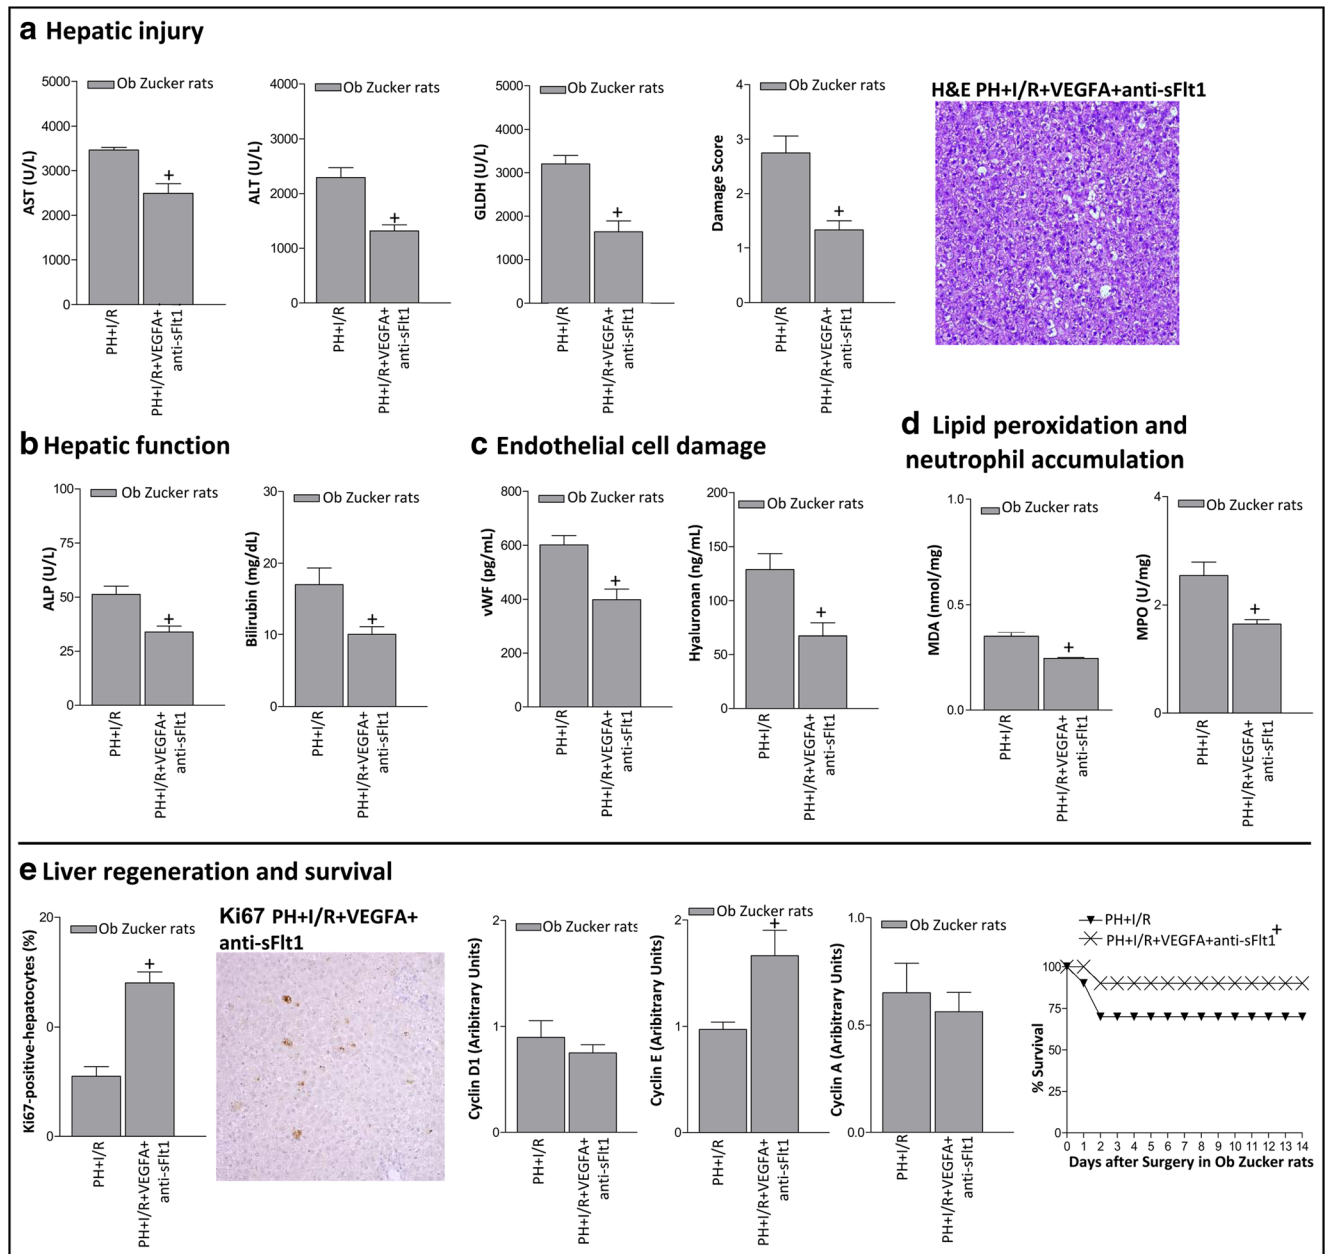 a Hepatic injury
Ob Zucker rats
5000
4000
3000
2000
1000
0
AST (U/L)
PH+I/R
+
PH+I/R+VEGFA+
anti-sFlt1
Ob Zucker rats
4000
3000
2000
1000
0
ALT (U/L)
PH+I/R
+
PH+I/R+VEGFA+
anti-sFlt1
Ob Zucker rats
5000
4000
3000
2000
1000
0
GLDH (U/L)
PH+I/R
+
PH+I/R+VEGFA+
anti-sFlt1
Ob Zucker rats
4
3
2
1
0
Damage Score
PH+I/R
+
PH+I/R+VEGFA+
anti-sFlt1
H&E PH+I/R+VEGFA+anti-sFlt1
b Hepatic function
Ob Zucker rats
100
75
50
25
0
ALP (U/L)
PH+I/R
+
PH+I/R+VEGFA+
anti-sFlt1
Ob Zucker rats
30
20
10
0
Bilirubin (mg/dL)
PH+I/R
+
PH+I/R+VEGFA+
anti-sFlt1
c Endothelial cell damage
Ob Zucker rats
800
600
400
200
0
vWF (pg/mL)
PH+I/R
+
PH+I/R+VEGFA+
anti-sFlt1
Ob Zucker rats
200
150
100
50
0
Hyaluronan (ng/mL)
PH+I/R
+
PH+I/R+VEGFA+
anti-sFlt1
d Lipid peroxidation and
neutrophil accumulation
Ob Zucker rats
1.0
0.5
0.0
MDA (nmol/mg)
PH+I/R
+
PH+I/R+VEGFA+
anti-sFlt1
Ob Zucker rats
4
2
0
MPO (U/mg)
PH+I/R
+
PH+I/R+VEGFA+
anti-sFlt1
e Liver regeneration and survival
Ob Zucker rats
20
0
0
Ki67-positive-hepatocytes (%)
PH+I/R
+
PH+I/R+VEGFA+
anti-sFlt1
Ki67 PH+I/R+VEGFA+
anti-sFlt1
Ob Zucker rats
2
1
0
Cyclin D1 (Aribitrary Units)
PH+I/R
PH+I/R+VEGFA+
anti-sFlt1
Ob Zucker rats
2
1
0
Cyclin E (Aribitrary Units)
PH+I/R
+
PH+I/R+VEGFA+
anti-sFlt1
Ob Zucker rats
1.0
0.5
0.0
Cyclin A (Aribitrary Units)
PH+I/R
PH+I/R+VEGFA+
anti-sFlt1
PH+I/R
PH+I/R+VEGFA+anti-sFlt1+
100
75
50
25
0
% Survival
0 1 2 3 4 5 6 7 8 9 10 11 12 13 14
Days after Surgery in Ob Zucker rats